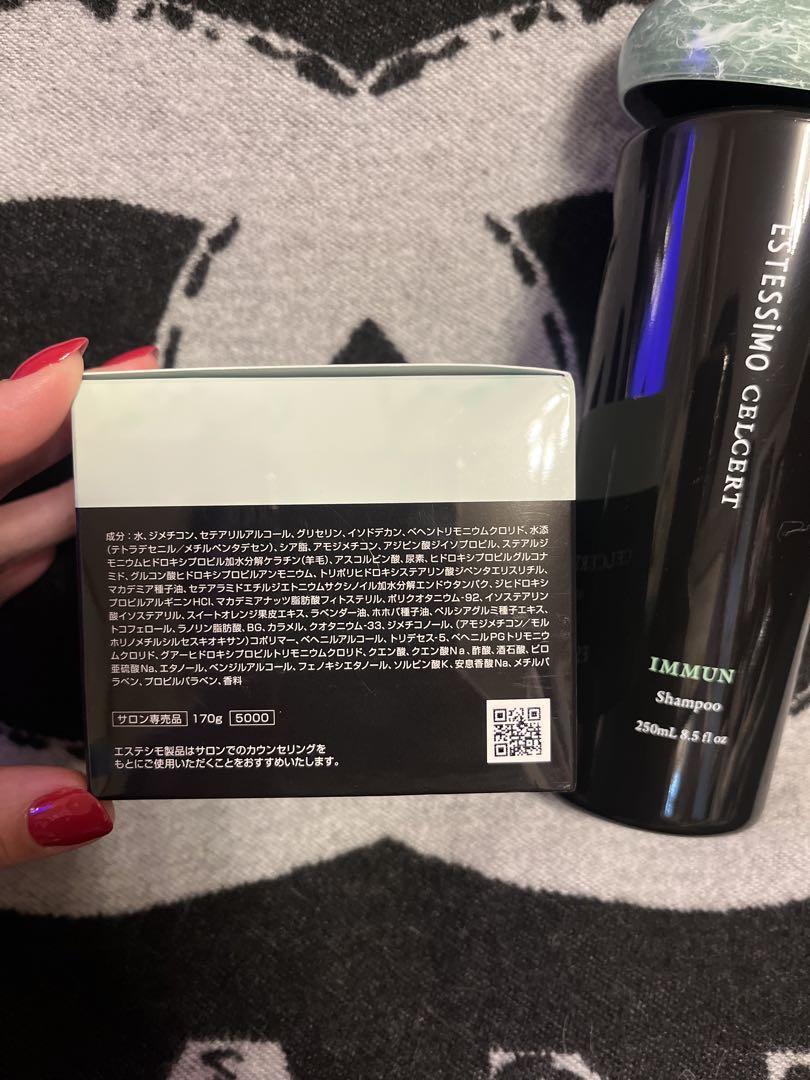 成分：水、ジメチコン、セテアリルアルコール、グリセリン、イソドデカン、ベヘントリモニウムクロリド、水添
(テトラデセニル／メチルペンタデセン)、シア脂、アモジメチコン、アジピン酸ジイソプロピル、ステアルジ
モニウムヒドロキシプロピル加水分解ケラチン(羊毛)、アスコルビン酸、尿素、ヒドロキシプロピルグルコナ
ミド、グルコン酸ヒドロキシプロピルアンモニウム、トリポリヒドロキシステアリン酸ジペンタエリスリチル、
マカデミア種子油、セテアラミドエチルジエトニウムサクシノイル加水分解エンドウタンパク、ジヒドロキシ
プロピルアルギニンHCl、マカデミアナッツ脂肪酸フィトステリル、ポリクオタニウム-92、イソステアリン
酸イソステアリル、スイートオレンジ果皮エキス、ラベンダー油、ホホバ種子油、ペルシアグルミ種子エキス、
トコフェロール、ラノリン脂肪酸、BG、カラメル、クオタニウム-33、ジメチコノール、(アモジメチコン／モル
ホリノメチルシルセスキオキサン)コポリマー、ベヘニルアルコール、トリデセス-5、ベヘニルPGトリモニウ
ムクロリド、グアーヒドロキシプロピルトリモニウムクロリド、クエン酸、クエン酸Na、酢酸、酒石酸、ピロ
亜硫酸Na、エタノール、ベンジルアルコール、フェノキシエタノール、ソルビン酸K、安息香酸Na、メチルパ
ラベン、プロピルパラベン、香料
サロン専売品 170g 5000
エステシモ製品はサロンでのカウンセリングを
もとにご使用いただくことをおすすめいたします。
ESTESSiMO CELCERT
IMMUN
Shampoo
250mL 8.5 fl oz